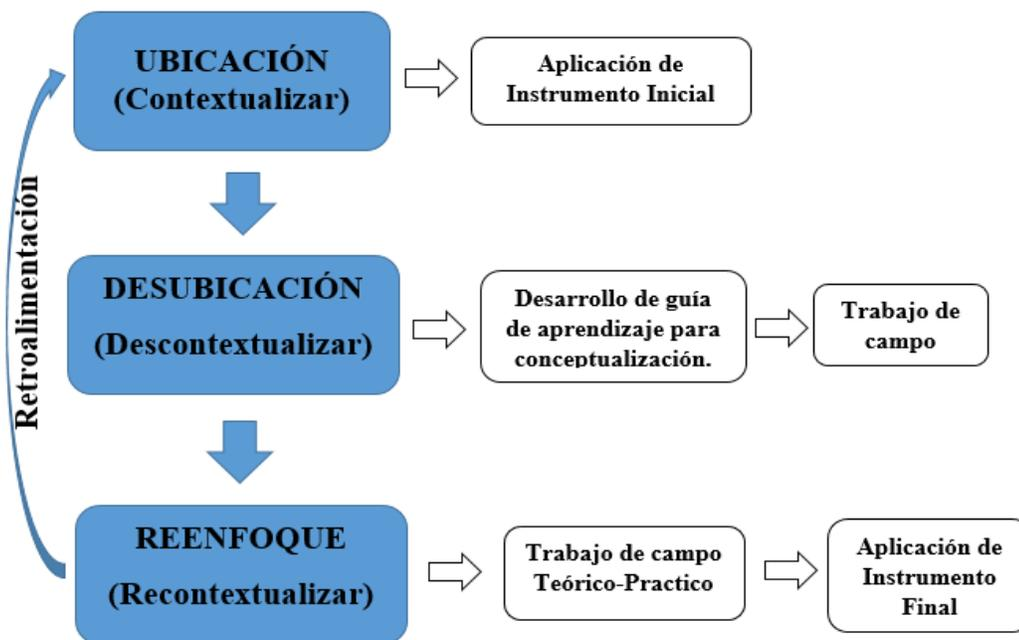 UBICACIÓN
(Contextualizar)
Aplicación de
Instrumento Inicial
Retroalimentación
DESUBICACIÓN
(Descontextualizar)
Desarrollo de guía
de aprendizaje para
conceptualización.
Trabajo de
campo
REENFOQUE
(Recontextualizar)
Trabajo de campo
Teórico-Practico
Aplicación de
Instrumento
Final